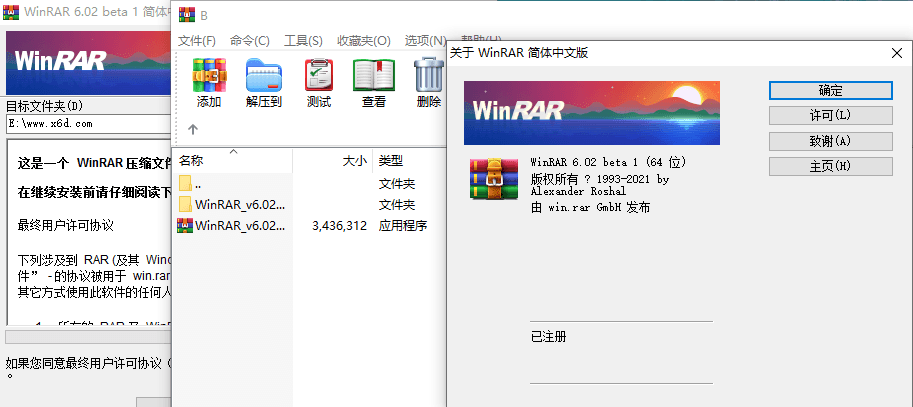 WinRAR 6.02 beta 1 简体中
WinRAR
目标文件夹(D)
E:\www.x6d.com
这是一个 WinRAR 压缩文件
在继续安装前请仔细阅读下
最终用户许可协议
下列涉及到 RAR (及其 Wind
件” - 的协议被用于 win.rar
其它方式使用此软件的任何人
1. 所有的 RAR 及 WinR
如果您同意最终用户许可协议（
。
B
文件(F) 命令(C) 工具(S) 收藏夹(O) 选项(N) 帮助(H)
添加 解压到 测试 查看 删除
名称 大小 类型
.. 文件夹
WinRAR_v6.02... 文件夹
WinRAR_v6.02... 3,436,312 应用程序
关于 WinRAR 简体中文版
WinRAR
WinRAR 6.02 beta 1 (64 位)
版权所有 ? 1993-2021 by
Alexander Roshal
由 win.rar GmbH 发布
已注册
确定
许可(L)
致谢(A)
主页(H)